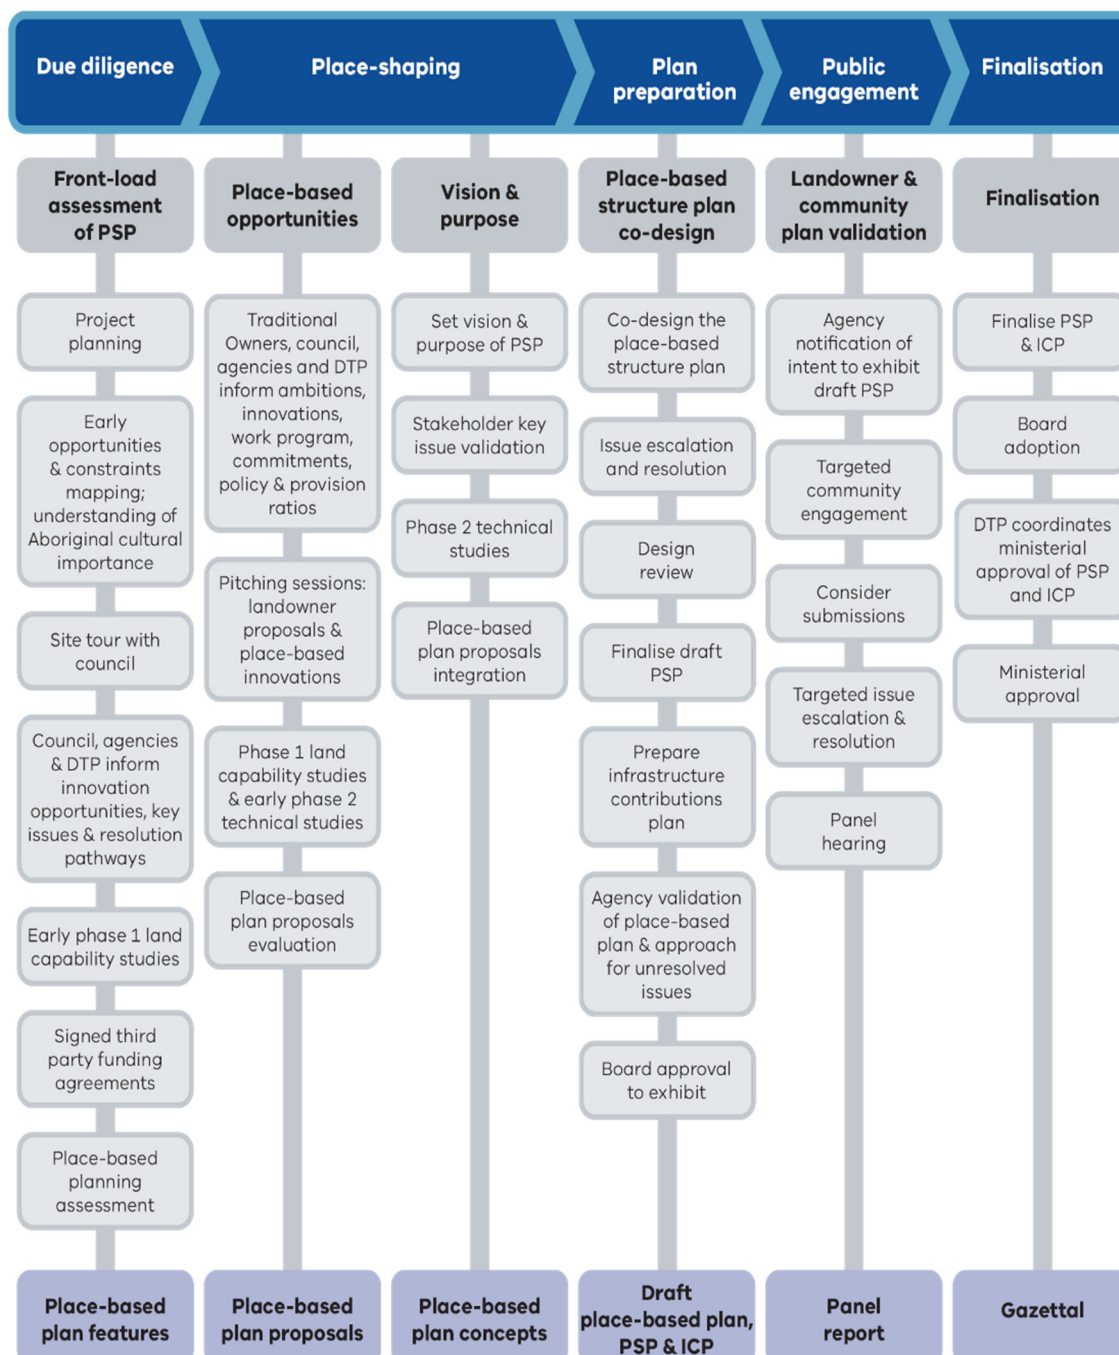 Due diligence
Place-shaping
Plan
preparation
Public
engagement
Finalisation
Front-load
assessment
of PSP
Place-based
opportunities
Vision &
purpose
Place-based
structure plan
co-design
Landowner &
community
plan validation
Finalisation
Project
planning
Early
opportunities
& constraints
mapping;
understanding of
Aboriginal cultural
importance
Site tour with
council
Council, agencies
& DTP inform
innovation
opportunities, key
issues & resolution
pathways
Early phase 1 land
capability studies
Signed third
party funding
agreements
Place-based
planning
assessment
Place-based
plan features
Traditional
Owners, council,
agencies and DTP
inform ambitions,
innovations,
work program,
commitments,
policy & provision
ratios
Pitching sessions:
landowner
proposals &
place-based
innovations
Phase 1 land
capability studies
& early phase 2
technical studies
Place-based
plan proposals
evaluation
Place-based
plan proposals
Set vision &
purpose of PSP
Stakeholder key
issue validation
Phase 2 technical
studies
Place-based
plan proposals
integration
Place-based
plan concepts
Co-design the
place-based
structure plan
Issue escalation
and resolution
Design
review
Finalise draft
PSP
Prepare
infrastructure
contributions
plan
Agency validation
of place-based
plan & approach
for unresolved
issues
Board approval
to exhibit
Draft
place-based plan,
PSP & ICP
Agency
notification of
intent to exhibit
draft PSP
Targeted
community
engagement
Consider
submissions
Targeted issue
escalation &
resolution
Panel
hearing
Panel
report
Finalise PSP
& ICP
Board
adoption
DTP coordinates
ministerial
approval of PSP
and ICP
Ministerial
approval
Gazettal